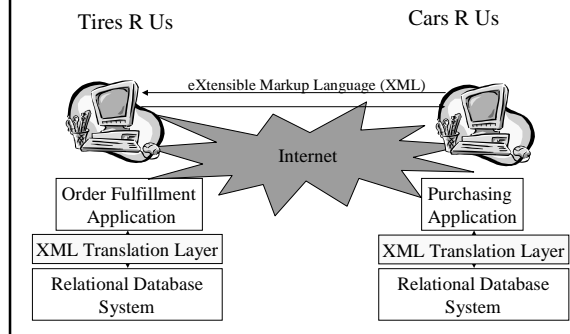 Tires R Us
Cars R Us
eXtensible Markup Language (XML)
Internet
Order Fulfillment
Application
XML Translation Layer
Relational Database
System
Purchasing
Application
XML Translation Layer
Relational Database
System